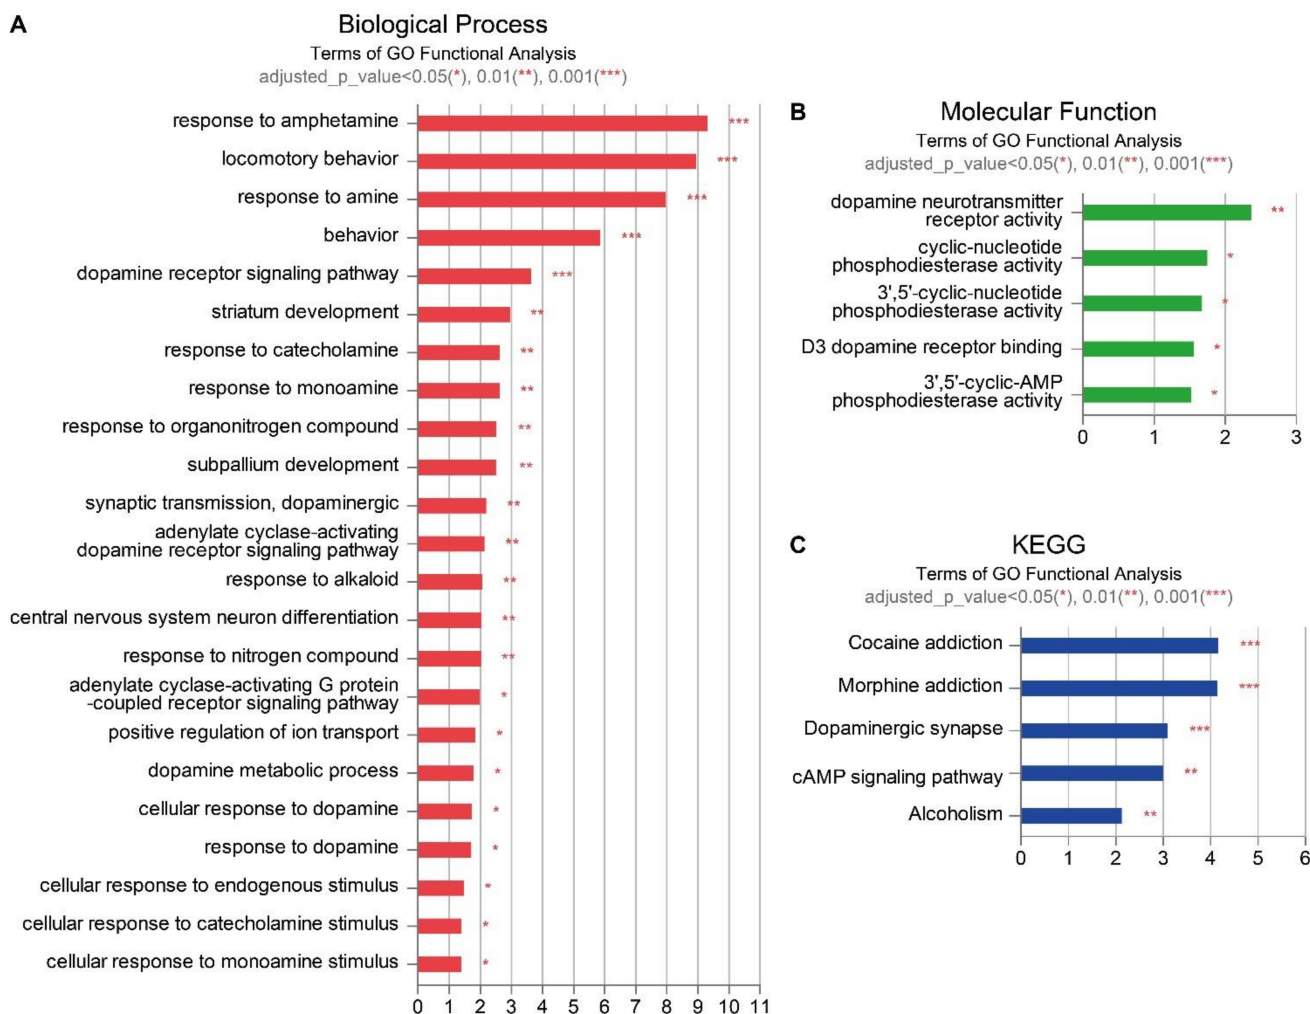 A
Biological Process
Terms of GO Functional Analysis
adjusted_p_value<0.05(*), 0.01(**), 0.001(***)
response to amphetamine ***
locomotory behavior ***
response to amine ***
behavior ***
dopamine receptor signaling pathway ***
striatum development **
response to catecholamine **
response to monoamine **
response to organonitrogen compound **
subpallium development **
synaptic transmission, dopaminergic **
adenylate cyclase-activating
dopamine receptor signaling pathway **
response to alkaloid **
central nervous system neuron differentiation **
response to nitrogen compound **
adenylate cyclase-activating G protein
-coupled receptor signaling pathway *
positive regulation of ion transport *
dopamine metabolic process *
cellular response to dopamine *
response to dopamine *
cellular response to endogenous stimulus *
cellular response to catecholamine stimulus *
cellular response to monoamine stimulus *
0 1 2 3 4 5 6 7 8 9 10 11
B
Molecular Function
Terms of GO Functional Analysis
adjusted_p_value<0.05(*), 0.01(**), 0.001(***)
dopamine neurotransmitter
receptor activity **
cyclic-nucleotide
phosphodiesterase activity *
3',5'-cyclic-nucleotide
phosphodiesterase activity *
D3 dopamine receptor binding *
3',5'-cyclic-AMP
phosphodiesterase activity *
0 1 2 3
C
KEGG
Terms of GO Functional Analysis
adjusted_p_value<0.05(*), 0.01(**), 0.001(***)
Cocaine addiction ***
Morphine addiction ***
Dopaminergic synapse ***
cAMP signaling pathway **
Alcoholism **
0 1 2 3 4 5 6